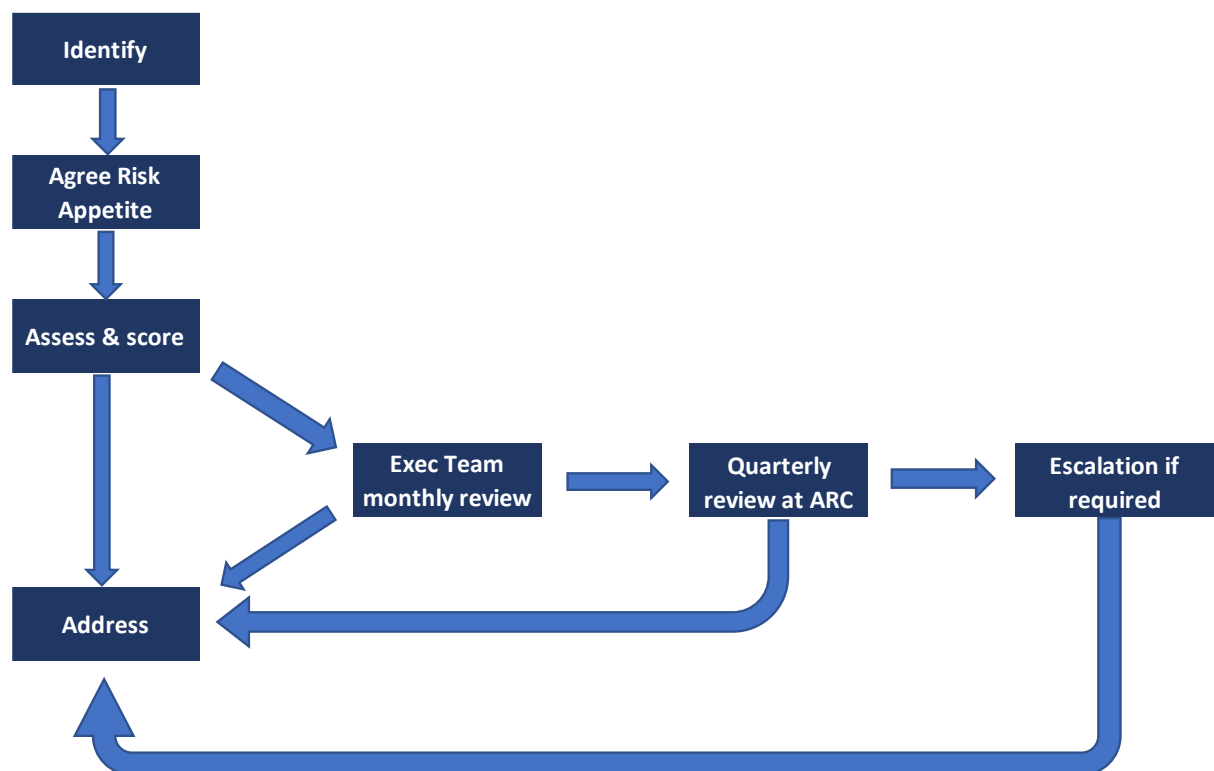 Identify
Agree Risk
Appetite
Assess & score
Exec Team
monthly review
Quarterly
review at ARC
Escalation if
required
Address